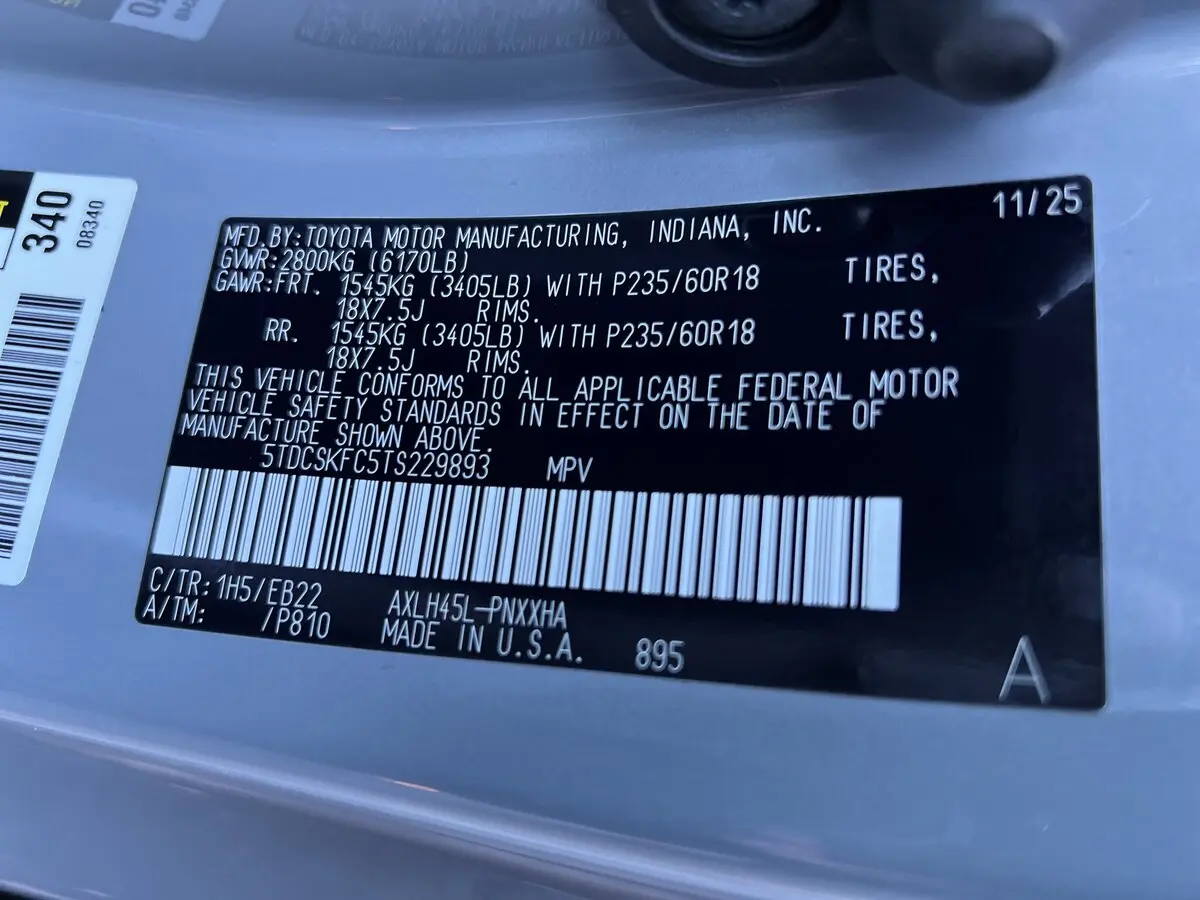 11/25
MFD.BY:TOYOTA MOTOR MANUFACTURING, INDIANA, INC.
GVWR:2800KG (6170LB)
GAWR:FRT. 1545KG (3405LB) WITH P235/60R18 TIRES,
18X7.5J RIMS.
RR. 1545KG (3405LB) WITH P235/60R18 TIRES,
18X7.5J RIMS.
THIS VEHICLE CONFORMS TO ALL APPLICABLE FEDERAL MOTOR
VEHICLE SAFETY STANDARDS IN EFFECT ON THE DATE OF
MANUFACTURE SHOWN ABOVE.
5TDCSKFC5TS229893 MPV
C/TR:1H5/EB22 AXLH45L-PNXXHA
A/TM: /P810 MADE IN U.S.A. 895
A
340
08340